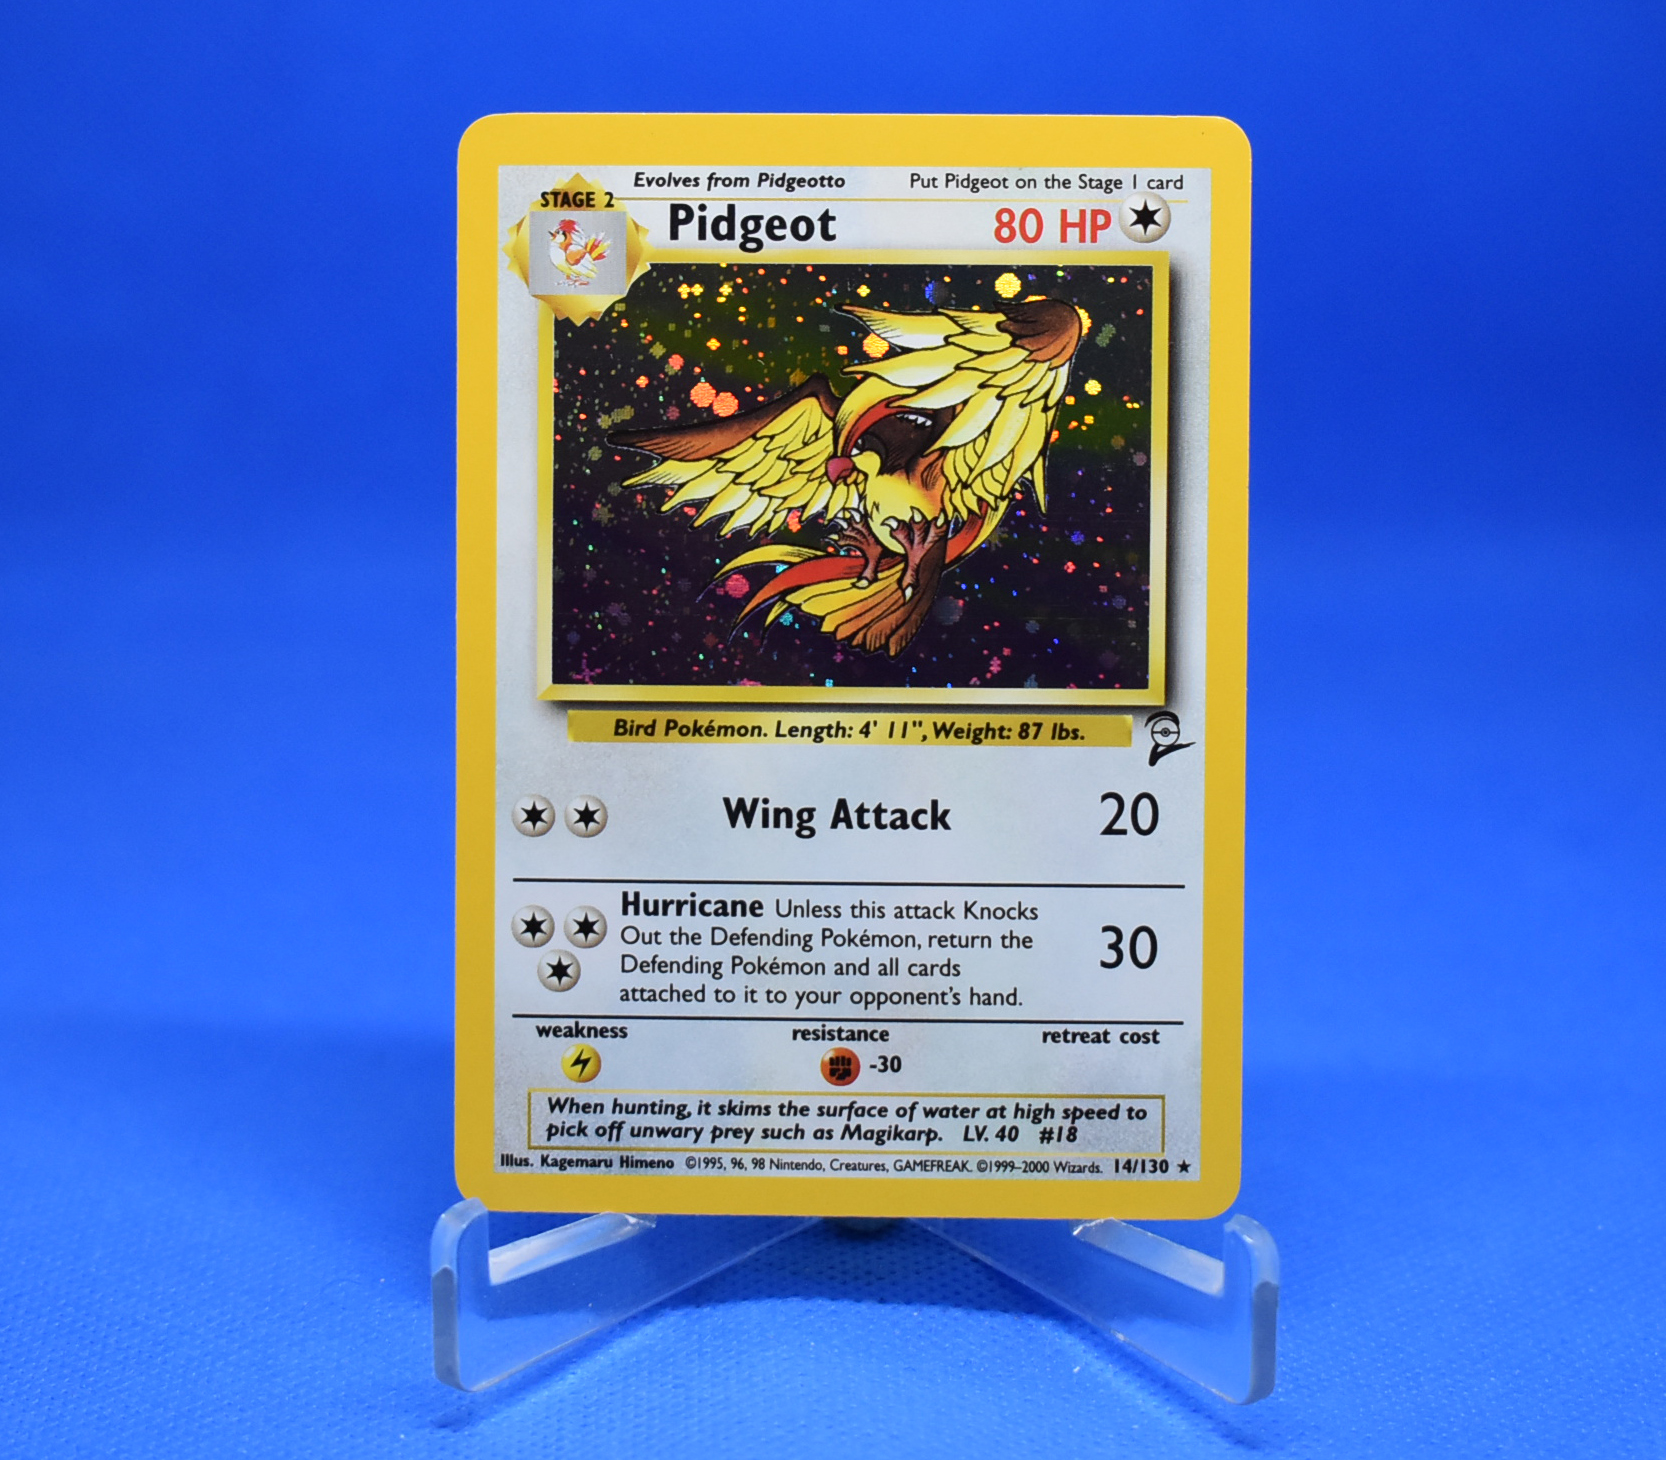 Evolves from Pidgeotto Put Pidgeot on the Stage 1 card
STAGE 2
Pidgeot 80 HP
Bird Pokémon. Length: 4' 11", Weight: 87 lbs.
Wing Attack 20
Hurricane Unless this attack Knocks
Out the Defending Pokémon, return the
Defending Pokémon and all cards
attached to it to your opponent's hand.
30
weakness resistance retreat cost
-30
When hunting, it skims the surface of water at high speed to
pick off unwary prey such as Magikarp. LV. 40 #18
Illus. Kagemaru Himeno ©1995, 96, 98 Nintendo, Creatures, GAMEFREAK. ©1999–2000 Wizards. 14/130 ★